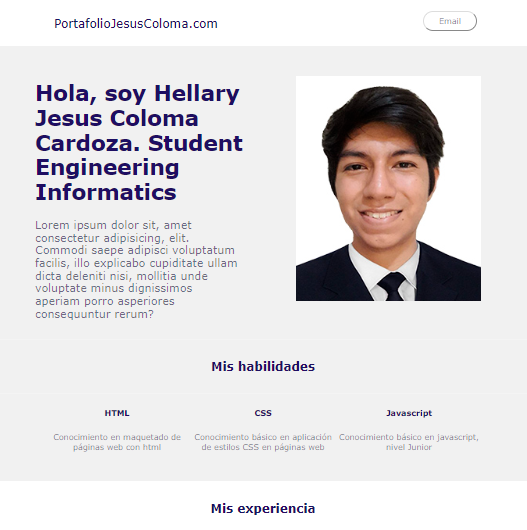 PortafolioJesusColoma.com
Email
Hola, soy Hellary
Jesus Coloma
Cardoza. Student
Engineering
Informatics
Lorem ipsum dolor sit, amet
consectetur adipisicing, elit.
Commodi saepe adipisci voluptatum
facilis, illo explicabo cupiditate ullam
dicta deleniti nisi, mollitia unde
voluptate minus dignissimos
aperiam porro asperiores
consequuntur rerum?
Mis habilidades
HTML
Conocimiento en maquetado de
páginas web con html
CSS
Conocimiento básico en aplicación
de estilos CSS en páginas web
Javascript
Conocimiento básico en Javascript,
nivel Junior
Mis experiencia